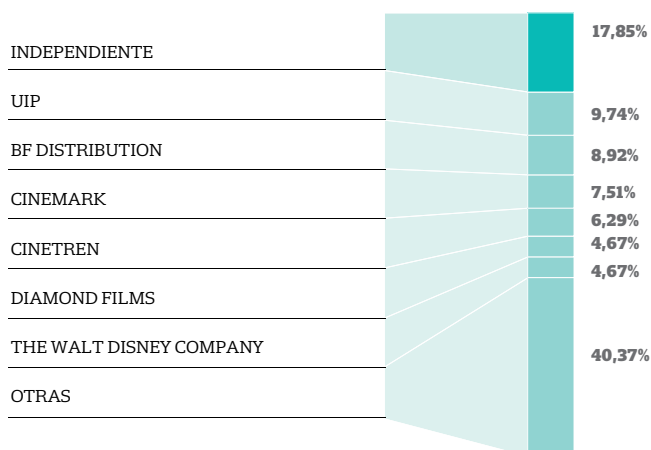 INDEPENDIENTE 17,85%
UIP 9,74%
BF DISTRIBUTION 8,92%
CINEMARK 7,51%
CINETREN 6,29%
DIAMOND FILMS 4,67%
THE WALT DISNEY COMPANY 4,67%
OTRAS 40,37%